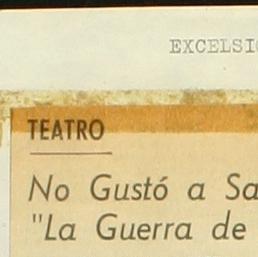 EXCELSIO
TEATRO
No Gustó a Sa
"La Guerra de